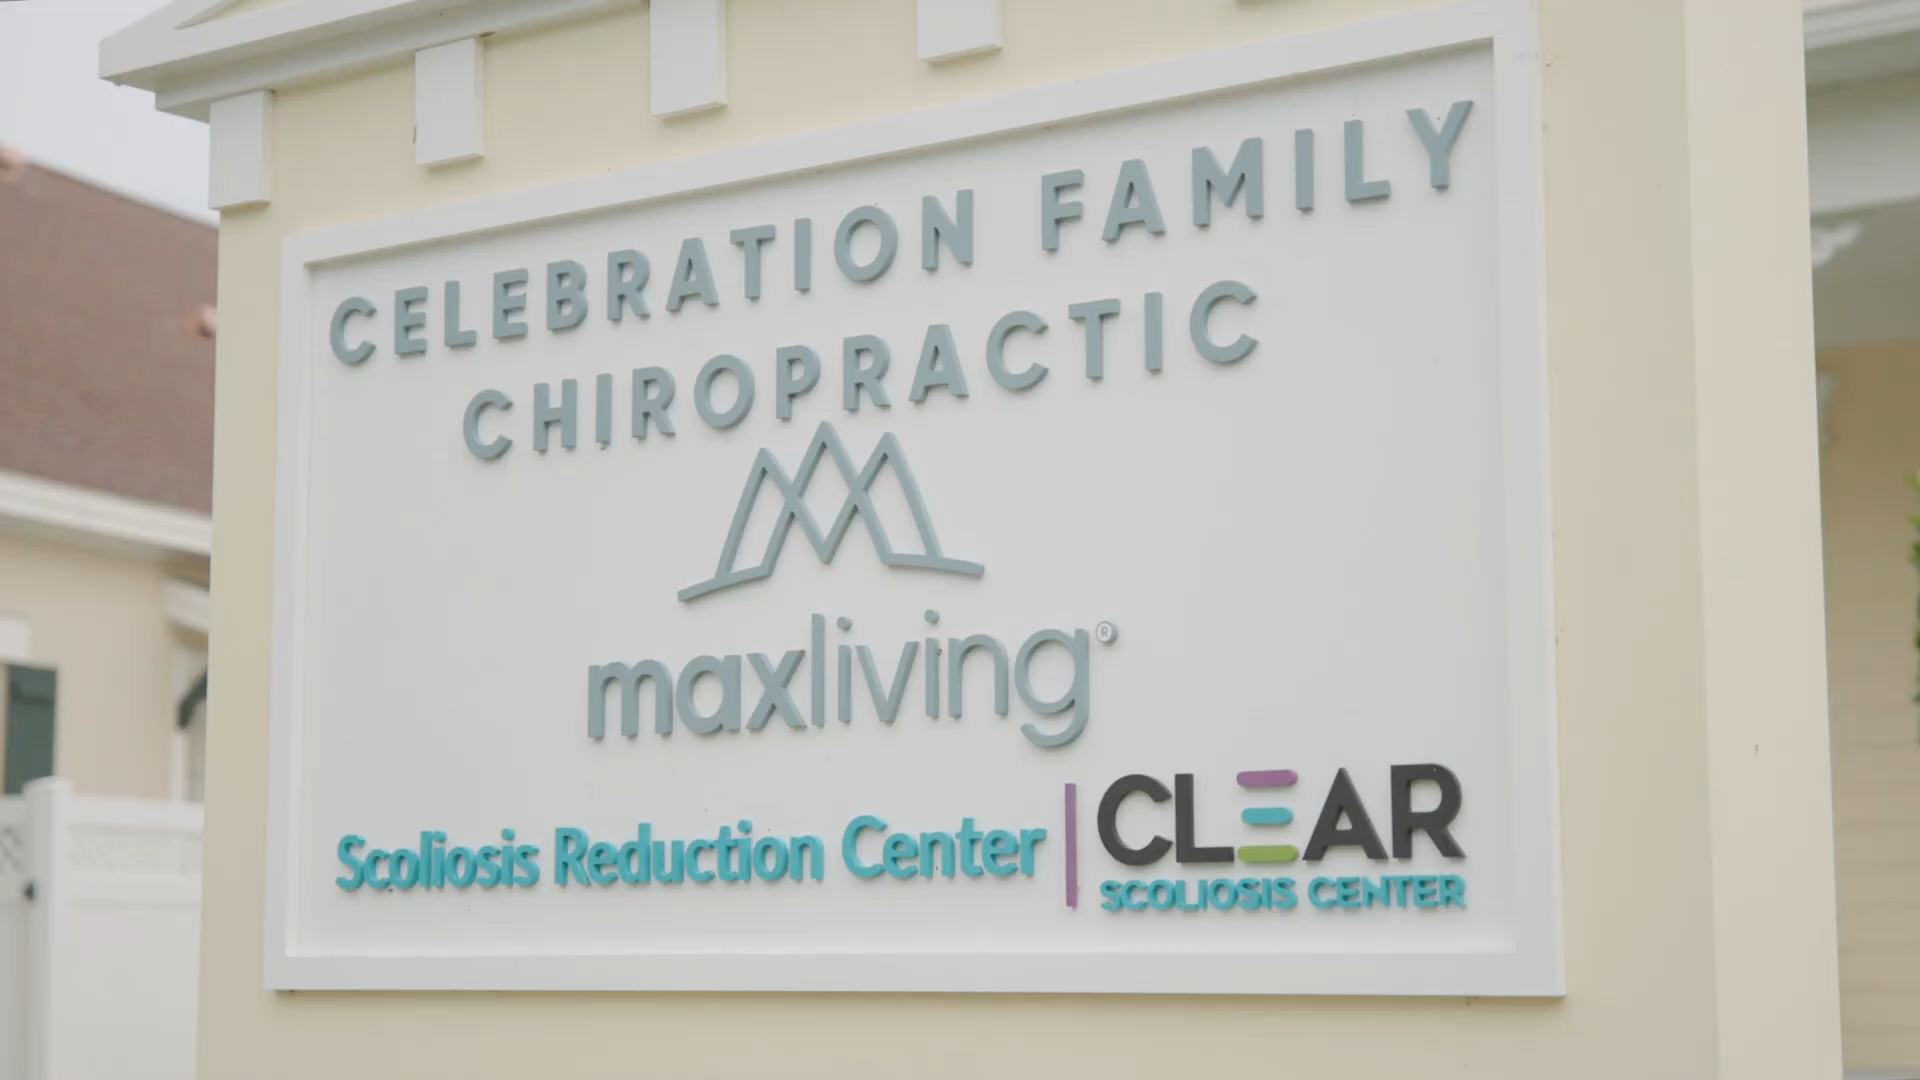 CELEBRATION FAMILY
CHIROPRACTIC
maxliving®
Scoliosis Reduction Center
CLEAR
SCOLIOSIS CENTER